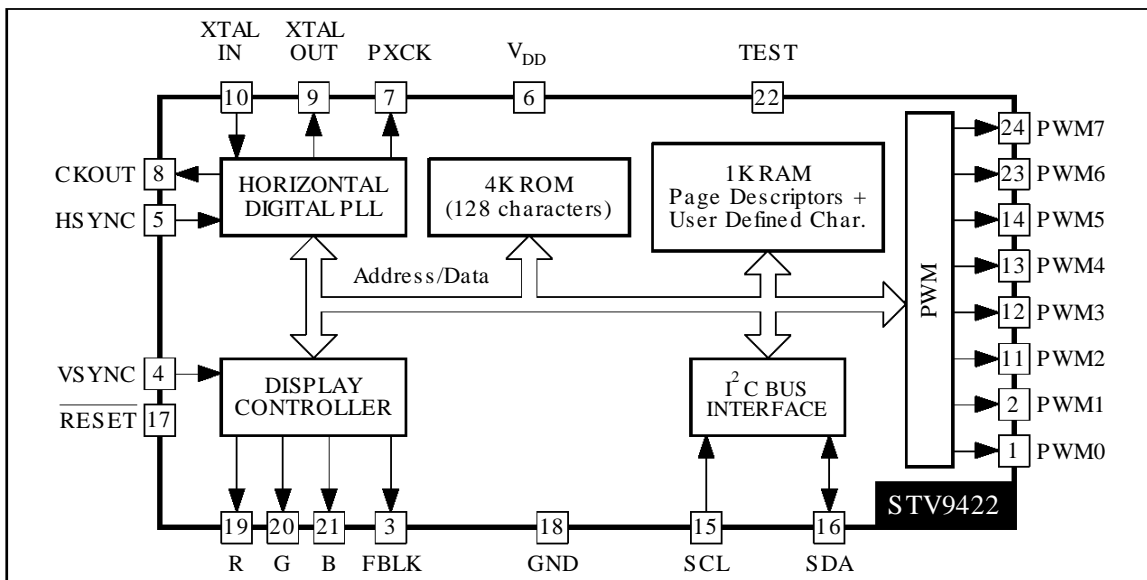 XTAL IN
XTAL OUT
PXCK
VDD
TEST
10
9
7
6
22
CKOUT 8
HSYNC 5
HORIZONTAL
DIGITAL PLL
4K ROM
(128 characters)
1K RAM
Page Descriptors +
User Defined Char.
Address/Data
PWM
24 PWM7
23 PWM6
14 PWM5
13 PWM4
12 PWM3
11 PWM2
2 PWM1
1 PWM0
VSYNC 4
RESET 17
DISPLAY
CONTROLLER
I2C BUS
INTERFACE
STV9422
19
20
21
3
18
15
16
R
G
B
FBLK
GND
SCL
SDA